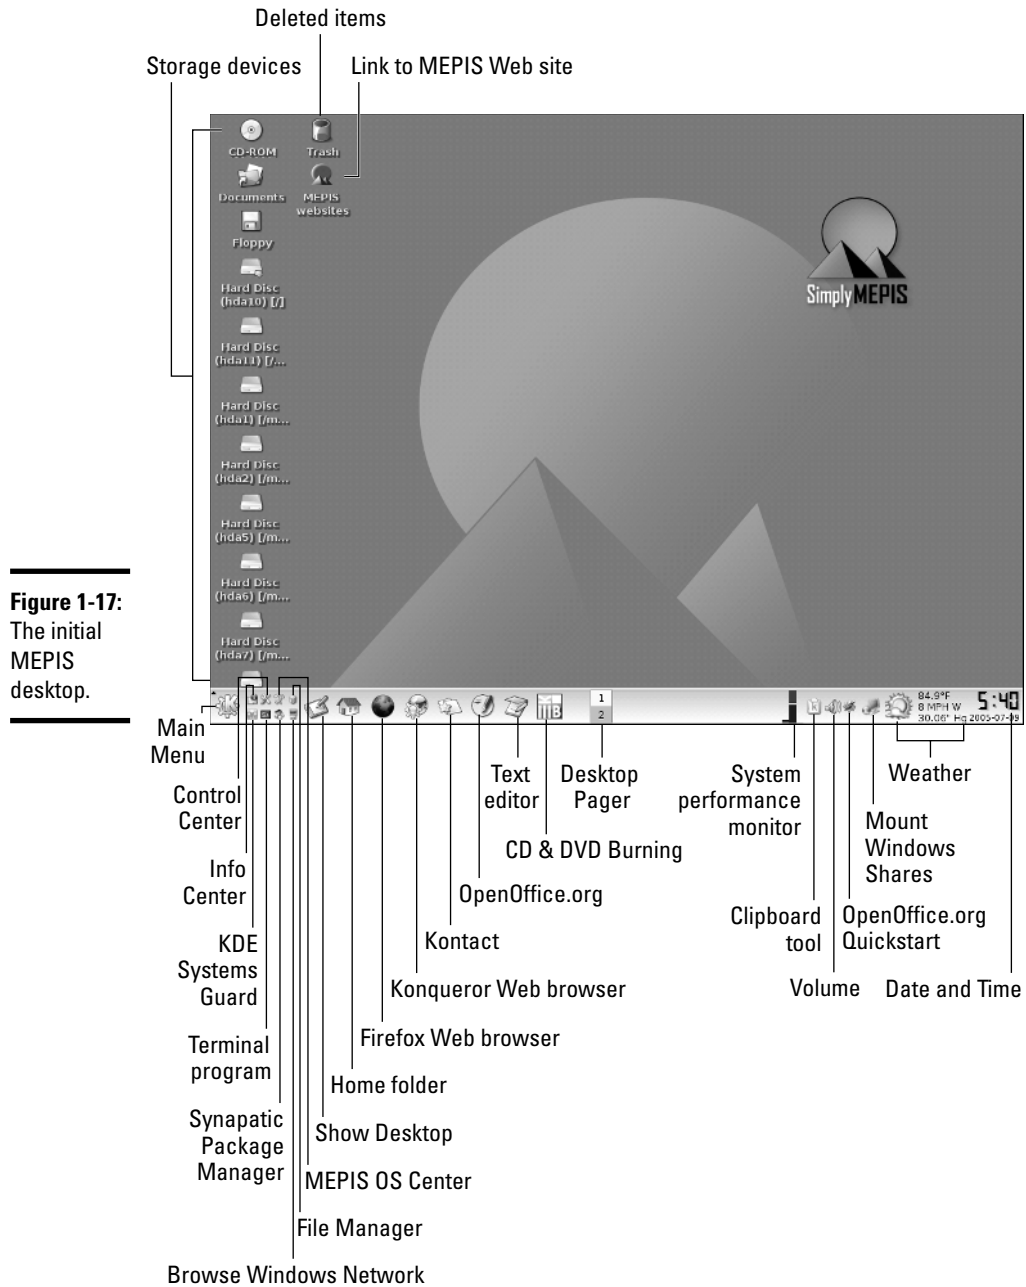 Deleted items
Storage devices
Link to MEPIS Web site
CD-ROM
Trash
Documents
MEPIS
websites
Floppy
Hard Disc
(hda10) [/]
Hard Disc
(hda11) [/...
Hard Disc
(hda1) [/m...
Hard Disc
(hda2) [/m...
Hard Disc
(hda5) [/m...
Hard Disc
(hda6) [/m...
Hard Disc
(hda7) [/m...
SimplyMEPIS
Figure 1-17:
The initial
MEPIS
desktop.
1
2
84.9°F
8 MPH W
30.06" Hg
5:40
2005-07-09
Main
Menu
Control
Center
Info
Center
KDE
Systems
Guard
Terminal
program
Synapatic
Package
Manager
Browse Windows Network
File Manager
MEPIS OS Center
Show Desktop
Home folder
Firefox Web browser
Konqueror Web browser
Kontact
OpenOffice.org
Text
editor
CD & DVD Burning
Desktop
Pager
System
performance
monitor
Clipboard
tool
Volume
OpenOffice.org
Quickstart
Mount
Windows
Shares
Weather
Date and Time